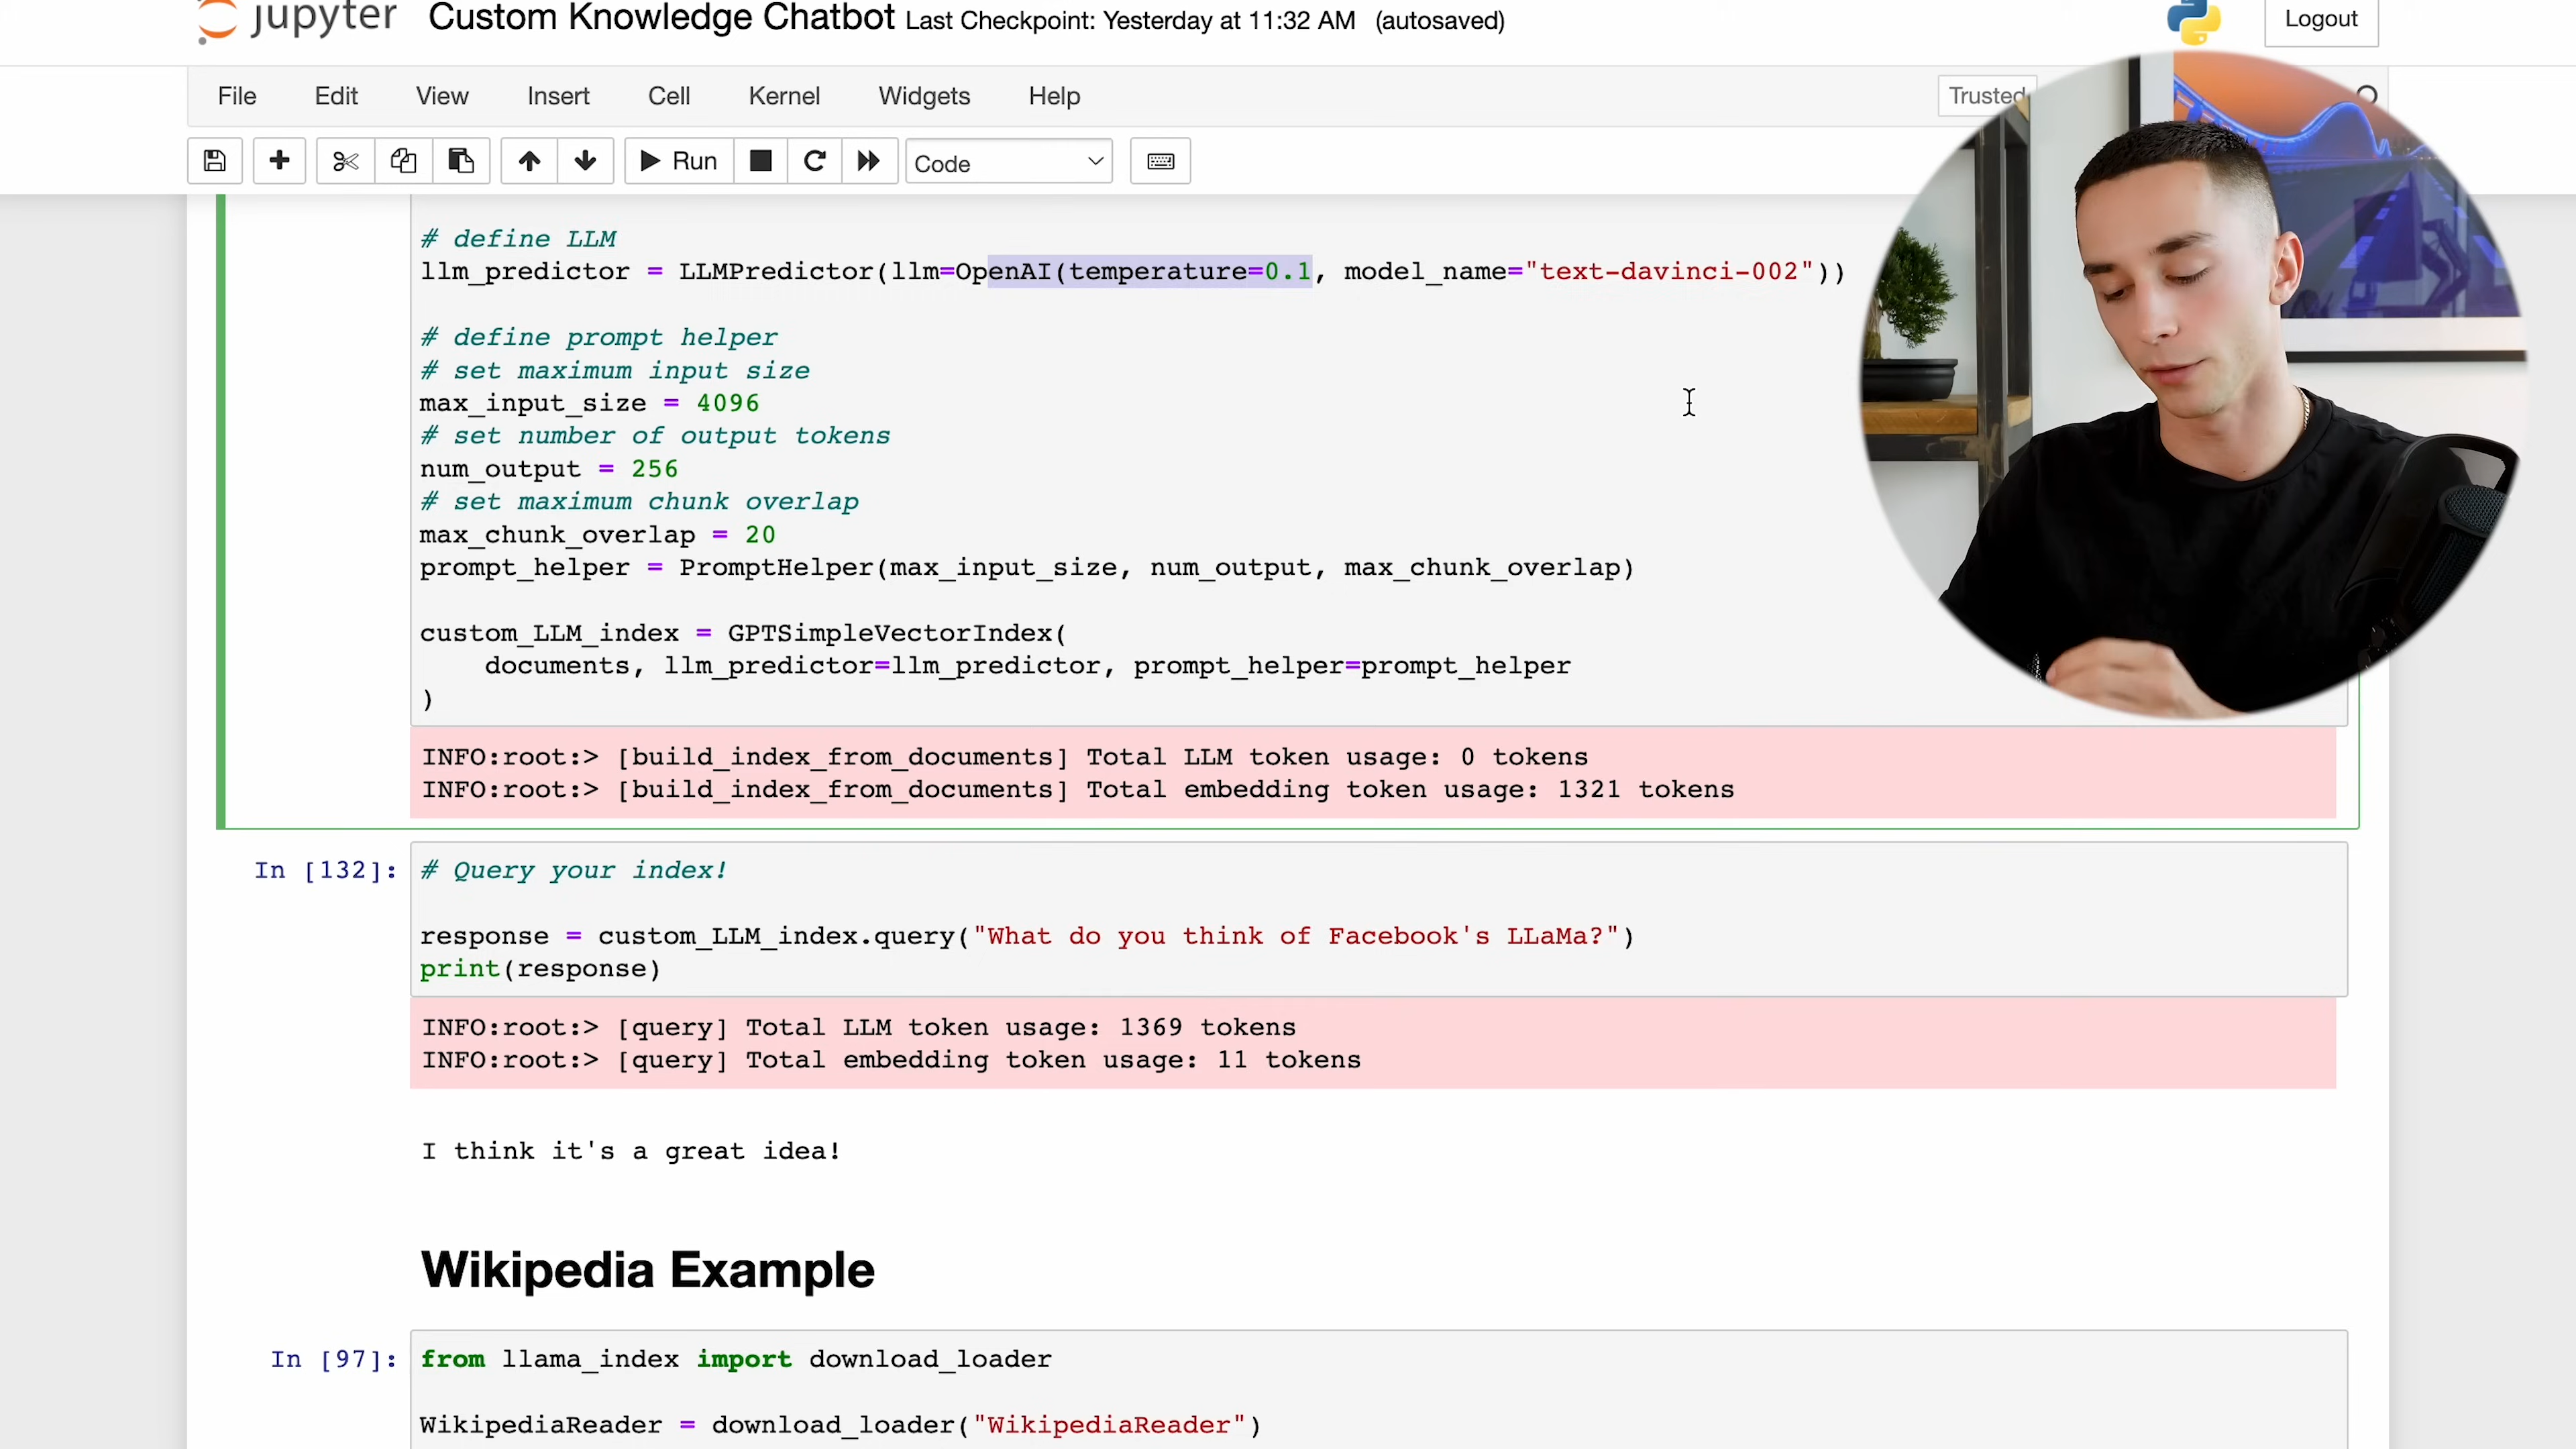 jupyter Custom Knowledge Chatbot Last Checkpoint: Yesterday at 11:32 AM (autosaved) Logout
File Edit View Insert Cell Kernel Widgets Help Trusted
Run Code
# define LLM
llm_predictor = LLMPredictor(llm=OpenAI(temperature=0.1, model_name="text-davinci-002"))
# define prompt helper
# set maximum input size
max_input_size = 4096
# set number of output tokens
num_output = 256
# set maximum chunk overlap
max_chunk_overlap = 20
prompt_helper = PromptHelper(max_input_size, num_output, max_chunk_overlap)
custom_LLM_index = GPTSimpleVectorIndex(
documents, llm_predictor=llm_predictor, prompt_helper=prompt_helper
)
INFO:root:> [build_index_from_documents] Total LLM token usage: 0 tokens
INFO:root:> [build_index_from_documents] Total embedding token usage: 1321 tokens
In [132]: # Query your index!
response = custom_LLM_index.query("What do you think of Facebook's LLaMa?")
print(response)
INFO:root:> [query] Total LLM token usage: 1369 tokens
INFO:root:> [query] Total embedding token usage: 11 tokens
I think it's a great idea!
Wikipedia Example
In [97]: from llama_index import download_loader
WikipediaReader = download_loader("WikipediaReader")